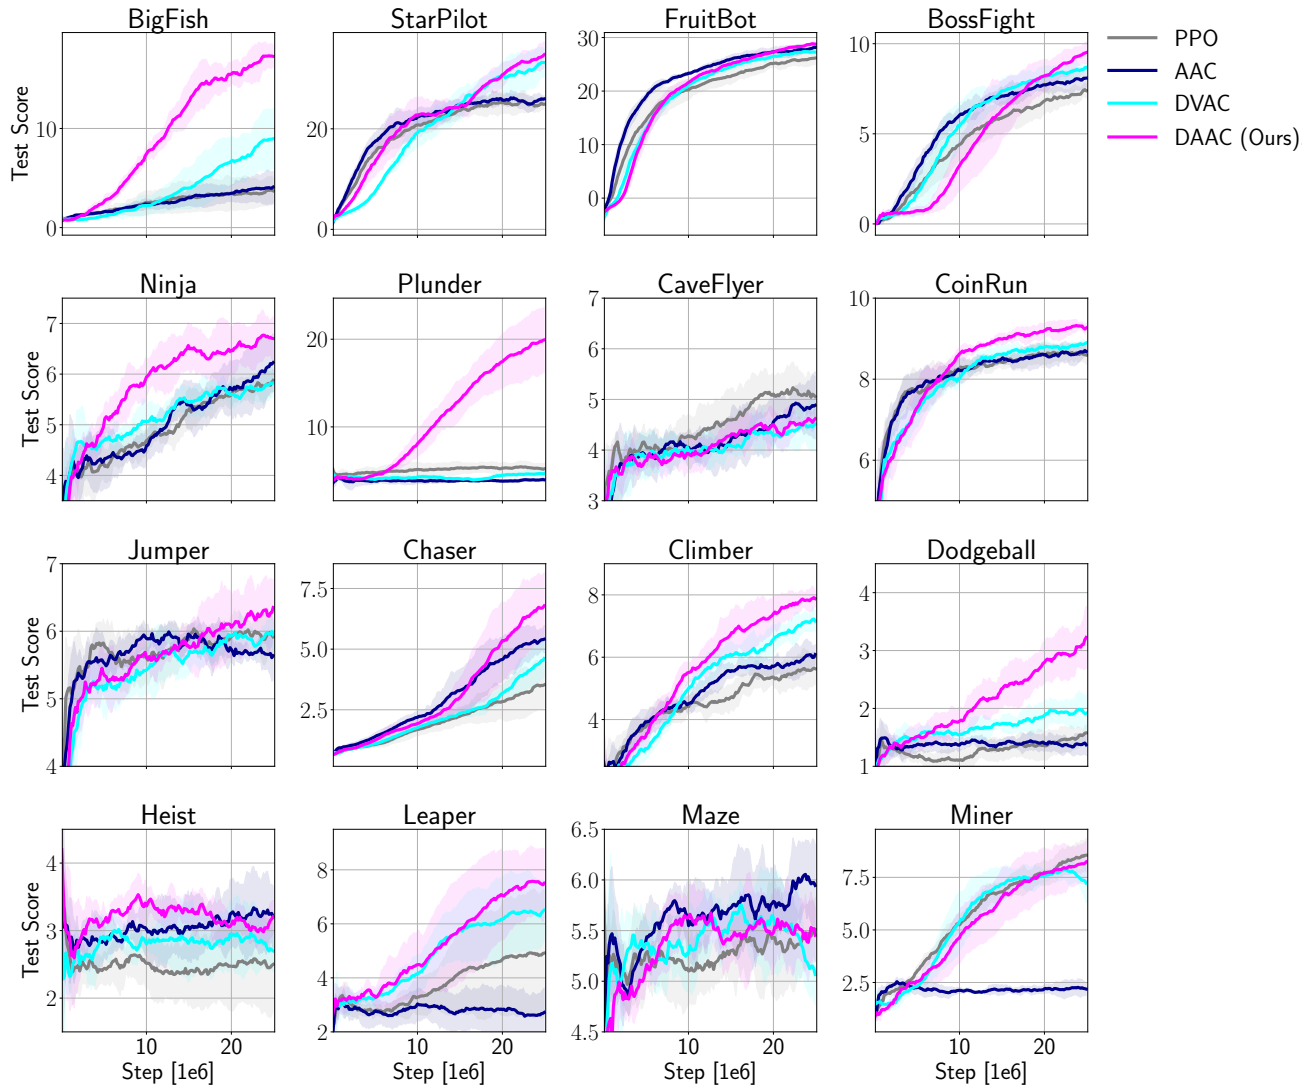 BigFish
StarPilot
FruitBot
BossFight
PPO
AAC
DVAC
DAAC (Ours)
Test Score
10
0
20
0
30
20
10
0
10
5
0
Ninja
Plunder
CaveFlyer
CoinRun
Test Score
7
6
5
4
20
10
7
6
5
4
3
10
8
6
Jumper
Chaser
Climber
Dodgeball
Test Score
7
6
5
4
7.5
5.0
2.5
8
6
4
4
3
2
1
Heist
Leaper
Maze
Miner
Test Score
4
3
2
8
6
4
2
6.5
6.0
5.5
5.0
4.5
7.5
5.0
2.5
10 20
10 20
10 20
10 20
Step [1e6]
Step [1e6]
Step [1e6]
Step [1e6]